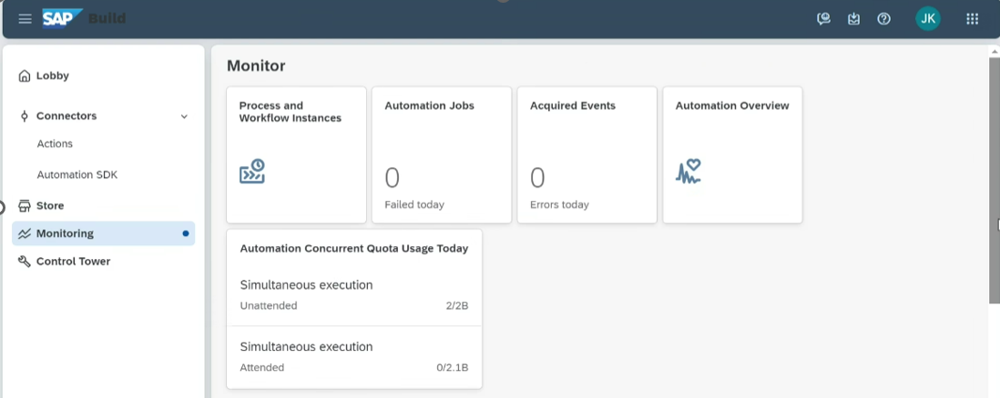 SAP Build
JK
Lobby
Connectors
Actions
Automation SDK
Store
Monitoring
Control Tower
Monitor
Process and
Workflow Instances
Automation Jobs
0
Failed today
Acquired Events
0
Errors today
Automation Overview
Automation Concurrent Quota Usage Today
Simultaneous execution
Unattended 2/2B
Simultaneous execution
Attended 0/2.1B